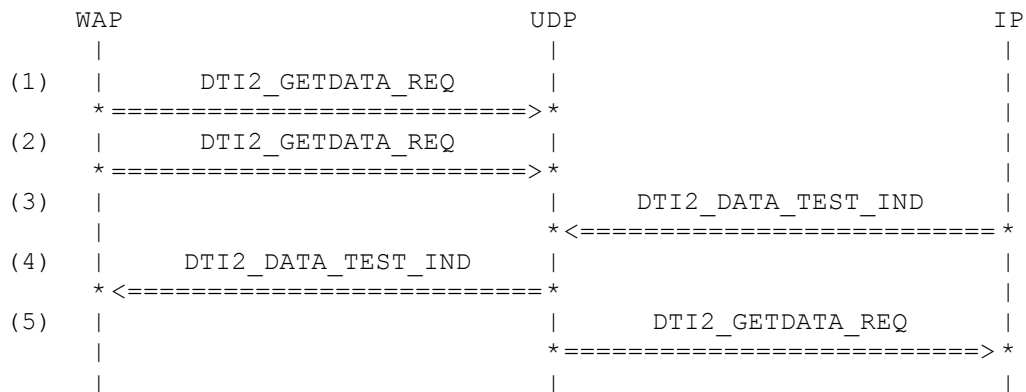 WAP UDP IP
(1) DTI2_GETDATA_REQ
(2) DTI2_GETDATA_REQ
(3) DTI2_DATA_TEST_IND
(4) DTI2_DATA_TEST_IND
(5) DTI2_GETDATA_REQ